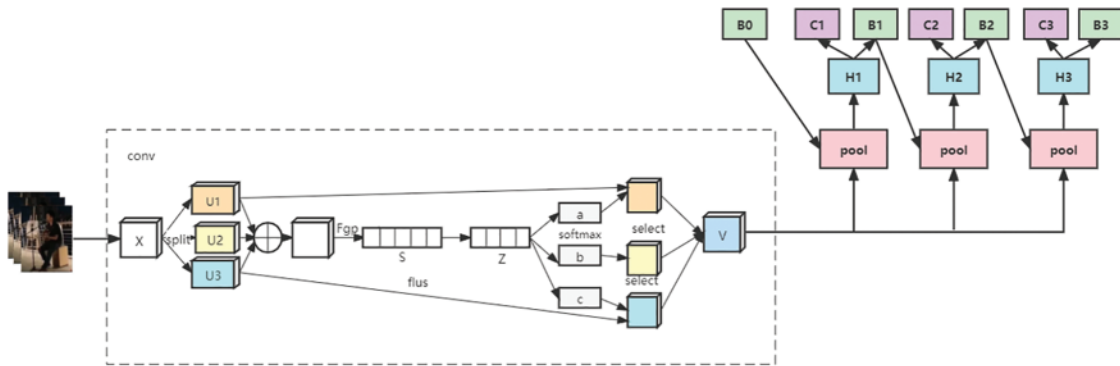 B0 C1 B1 C2 B2 C3 B3
H1 H2 H3
pool pool pool
conv
U1
X split U2 Fgp a
softmax select V
S Z b
U3 flus select
c